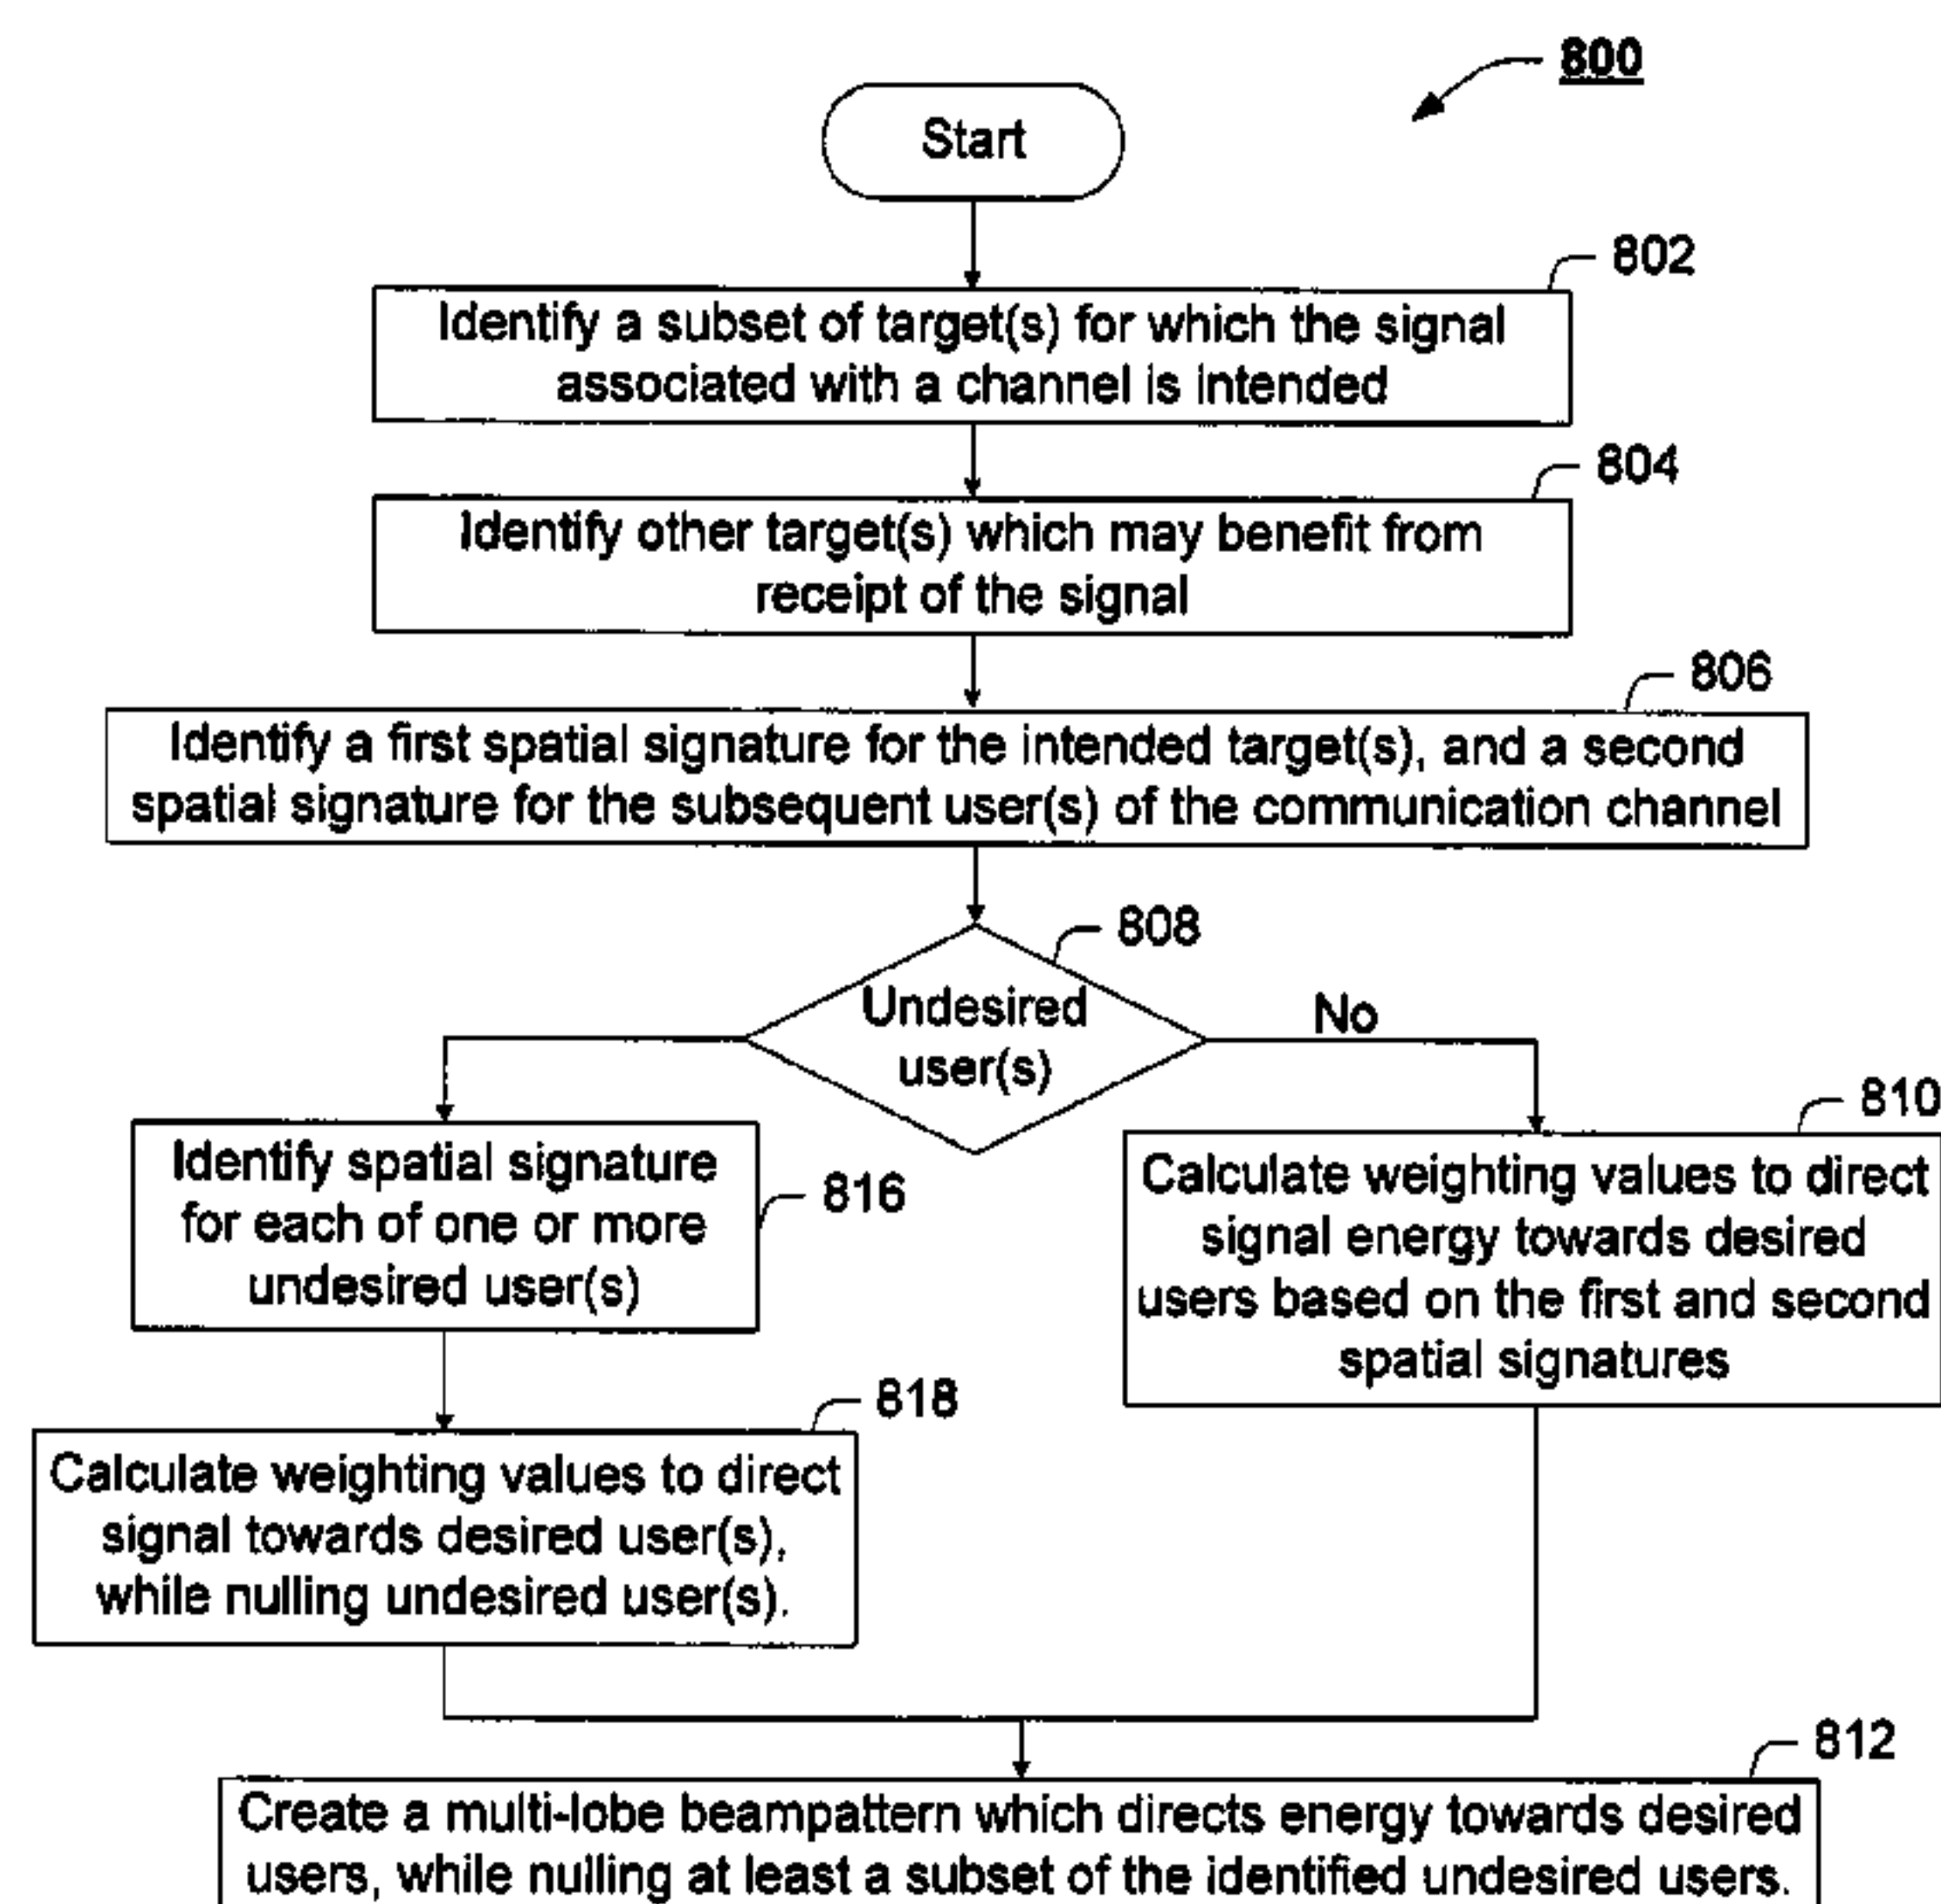 800
Start
802
Identify a subset of target(s) for which the signal
associated with a channel is intended
804
Identify other target(s) which may benefit from
receipt of the signal
806
Identify a first spatial signature for the intended target(s), and a second
spatial signature for the subsequent user(s) of the communication channel
808
Undesired
user(s)
No
816
Identify spatial signature
for each of one or more
undesired user(s)
810
Calculate weighting values to direct
signal energy towards desired
users based on the first and second
spatial signatures
818
Calculate weighting values to direct
signal towards desired user(s),
while nulling undesired user(s).
812
Create a multi-lobe beampattern which directs energy towards desired
users, while nulling at least a subset of the identified undesired users.